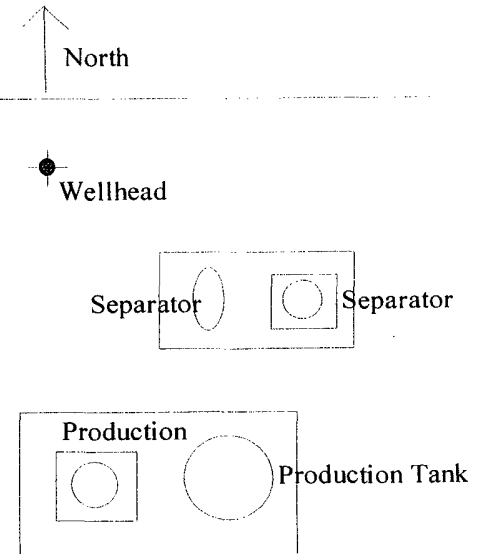 North
Wellhead
Separator
Separator
Production
Production Tank